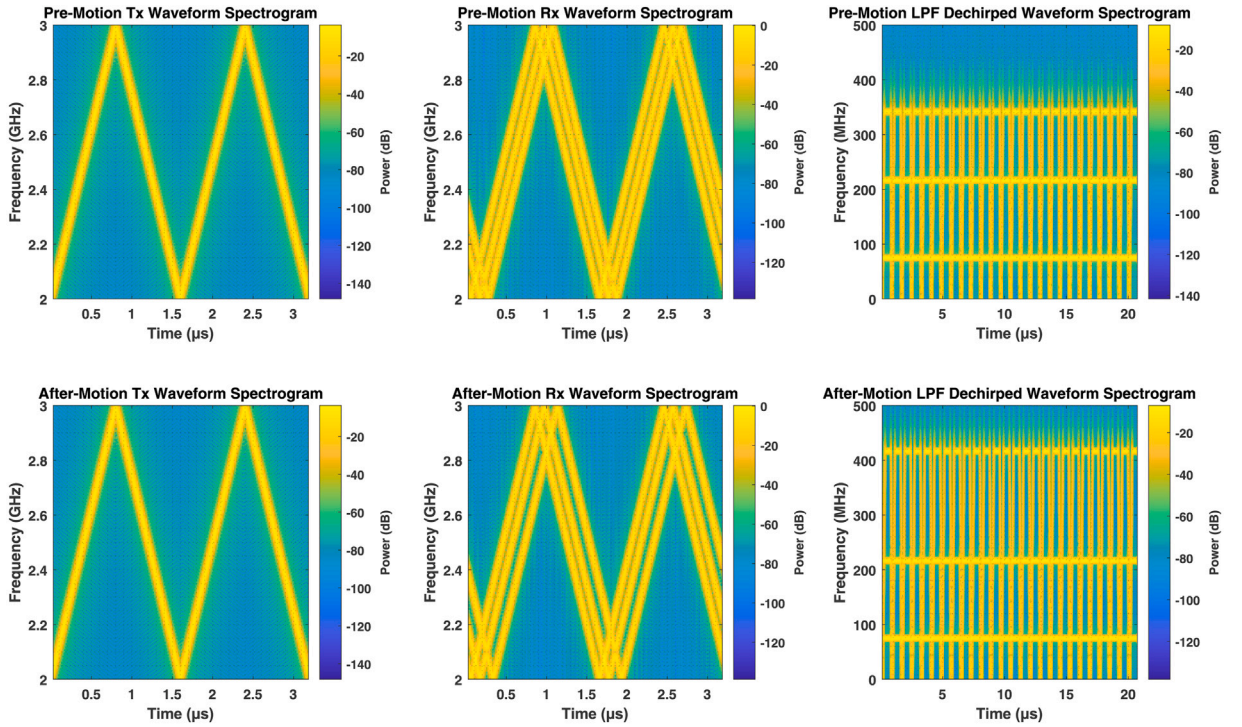 Pre-Motion Tx Waveform Spectrogram
3
2.8
2.6
2.4
2.2
2
Frequency (GHz)
0.5 1 1.5 2 2.5 3
Time (µs)
-20
-40
-60
-80
-100
-120
-140
Power (dB)
Pre-Motion Rx Waveform Spectrogram
3
2.8
2.6
2.4
2.2
2
Frequency (GHz)
0.5 1 1.5 2 2.5 3
Time (µs)
0
-20
-40
-60
-80
-100
-120
Power (dB)
Pre-Motion LPF Dechirped Waveform Spectrogram
500
400
300
200
100
0
Frequency (MHz)
5 10 15 20
Time (µs)
-20
-40
-60
-80
-100
-120
-140
Power (dB)
After-Motion Tx Waveform Spectrogram
3
2.8
2.6
2.4
2.2
2
Frequency (GHz)
0.5 1 1.5 2 2.5 3
Time (µs)
-20
-40
-60
-80
-100
-120
-140
Power (dB)
After-Motion Rx Waveform Spectrogram
3
2.8
2.6
2.4
2.2
2
Frequency (GHz)
0.5 1 1.5 2 2.5 3
Time (µs)
0
-20
-40
-60
-80
-100
-120
Power (dB)
After-Motion LPF Dechirped Waveform Spectrogram
500
400
300
200
100
0
Frequency (MHz)
5 10 15 20
Time (µs)
-20
-40
-60
-80
-100
-120
Power (dB)